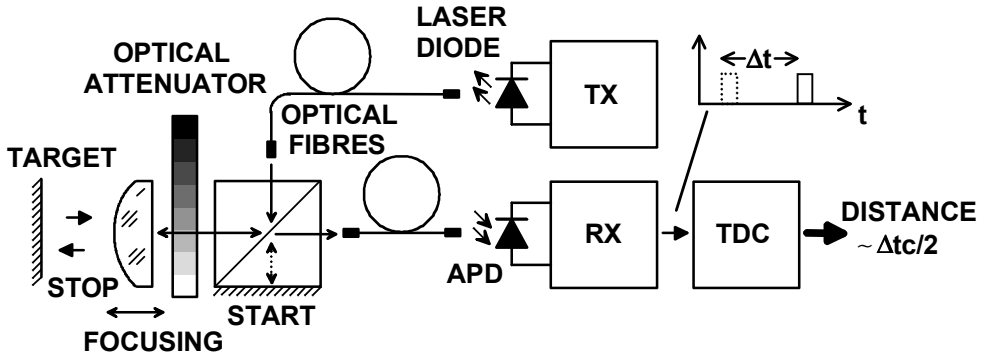 LASER
DIODE
OPTICAL
ATTENUATOR
OPTICAL
FIBRES
TX
Δt
t
TARGET
STOP
FOCUSING
START
APD
RX
TDC
DISTANCE
~ Δtc/2